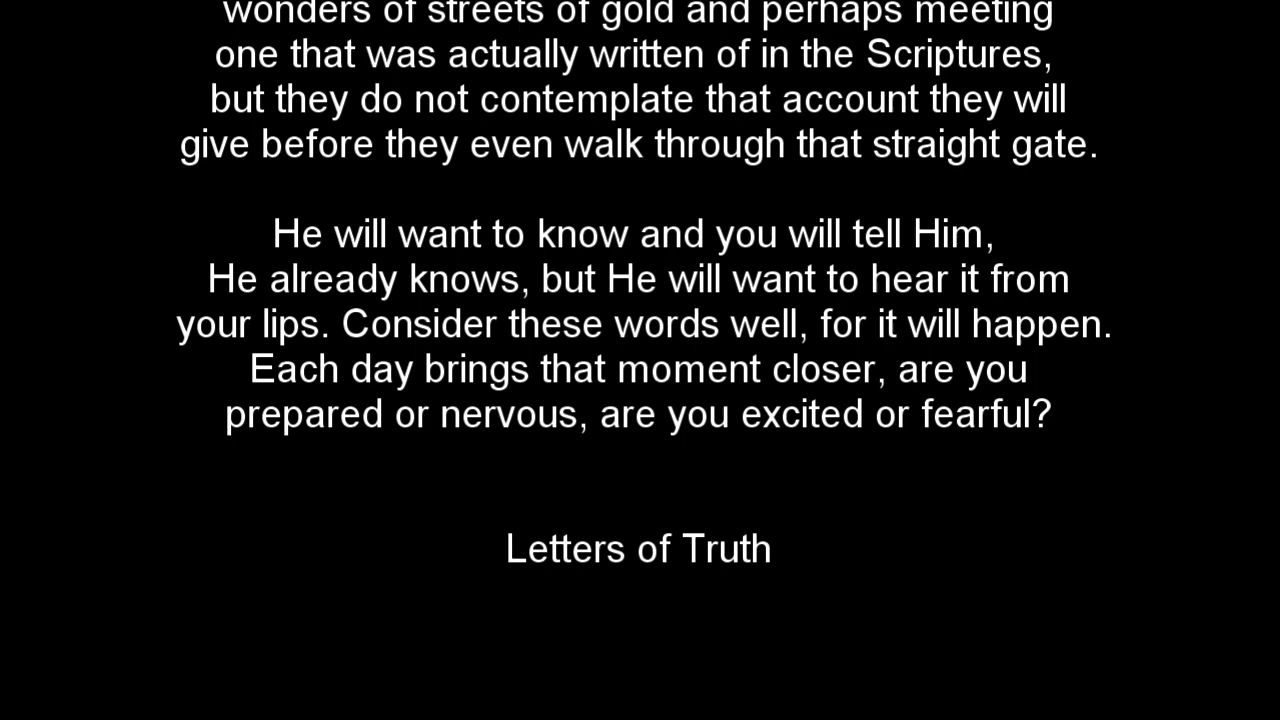 wonders of streets of gold and perhaps meeting
one that was actually written of in the Scriptures,
but they do not contemplate that account they will
give before they even walk through that straight gate.
He will want to know and you will tell Him,
He already knows, but He will want to hear it from
your lips. Consider these words well, for it will happen.
Each day brings that moment closer, are you
prepared or nervous, are you excited or fearful?
Letters of Truth